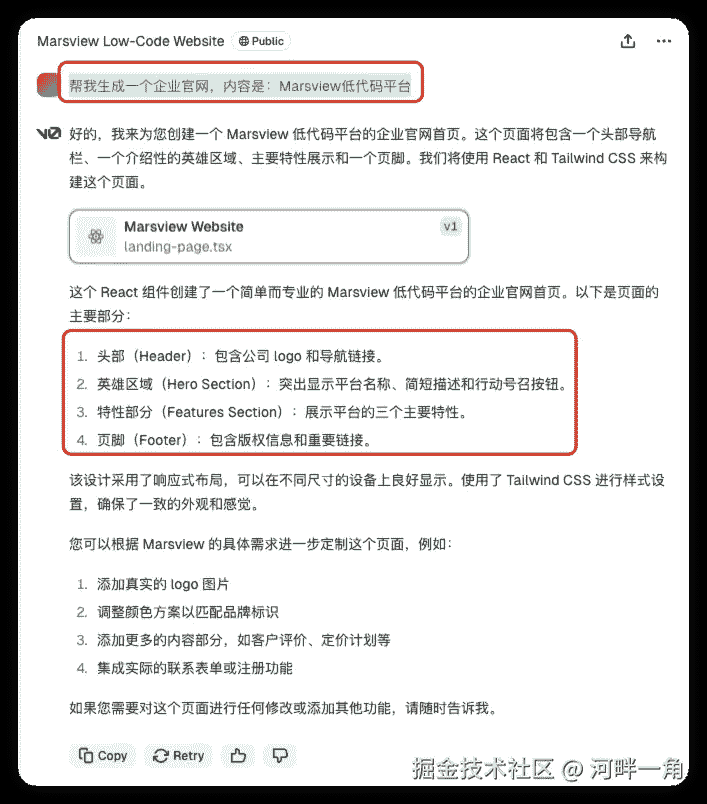 Marsview Low-Code Website Public
帮我生成一个企业官网，内容是：Marsview低代码平台
v0 好的，我来为您创建一个 Marsview 低代码平台的企业官网首页。这个页面将包含一个头部导航
栏、一个介绍性的英雄区域、主要特性展示和一个页脚。我们将使用 React 和 Tailwind CSS 来构
建这个页面。
Marsview Website v1
landing-page.tsx
这个 React 组件创建了一个简单而专业的 Marsview 低代码平台的企业官网首页。以下是页面的
主要部分：
1. 头部（Header）：包含公司 logo 和导航链接。
2. 英雄区域（Hero Section）：突出显示平台名称、简短描述和行动号召按钮。
3. 特性部分（Features Section）：展示平台的三个主要特性。
4. 页脚（Footer）：包含版权信息和重要链接。
该设计采用了响应式布局，可以在不同尺寸的设备上良好显示。使用了 Tailwind CSS 进行样式设
置，确保了一致的外观和感觉。
您可以根据 Marsview 的具体需求进一步定制这个页面，例如：
1. 添加真实的 logo 图片
2. 调整颜色方案以匹配品牌标识
3. 添加更多的内容部分，如客户评价、定价计划等
4. 集成实际的联系表单或注册功能
如果您需要对这个页面进行任何修改或添加其他功能，请随时告诉我。
Copy Retry
掘金技术社区 @ 河畔一角